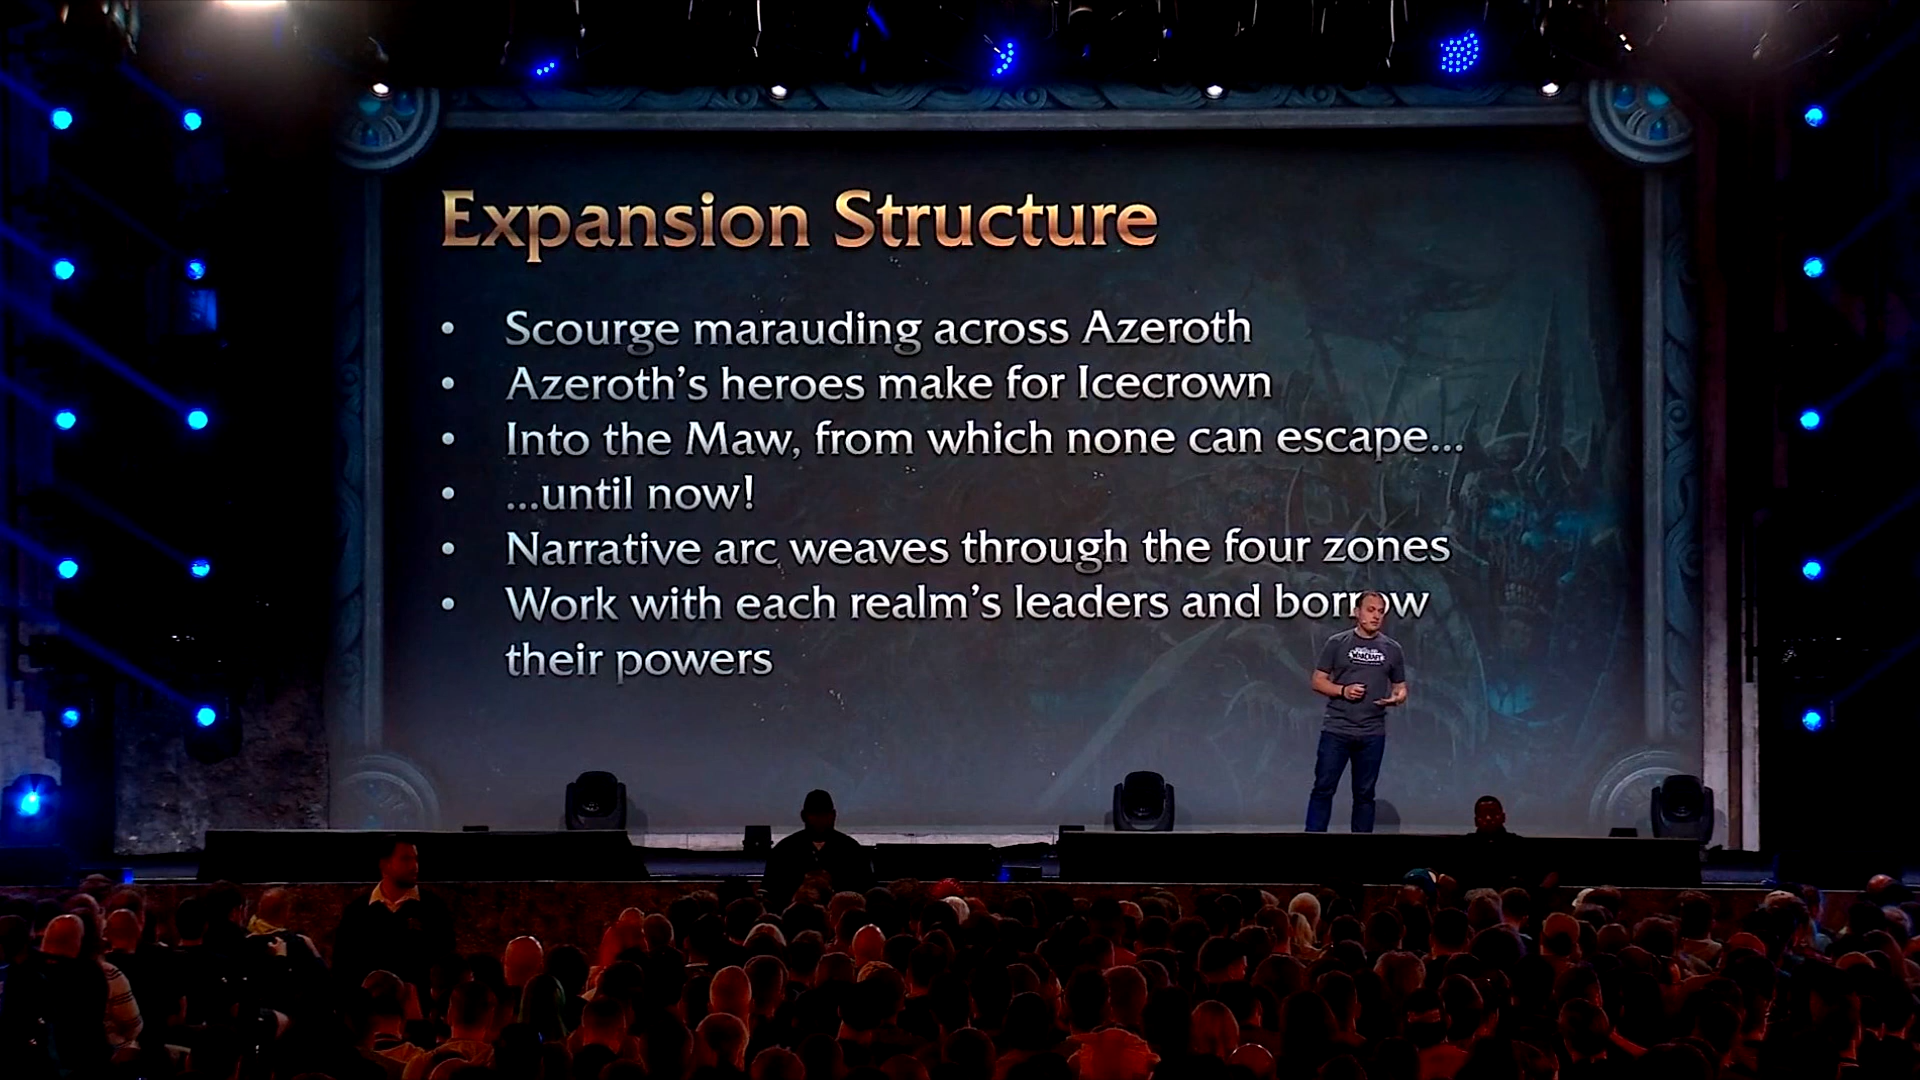 Expansion Structure
• Scourge marauding across Azeroth
• Azeroth’s heroes make for Icecrown
• Into the Maw, from which none can escape...
• ...until now!
• Narrative arc weaves through the four zones
• Work with each realm’s leaders and borrow
their powers
WARCRAFT